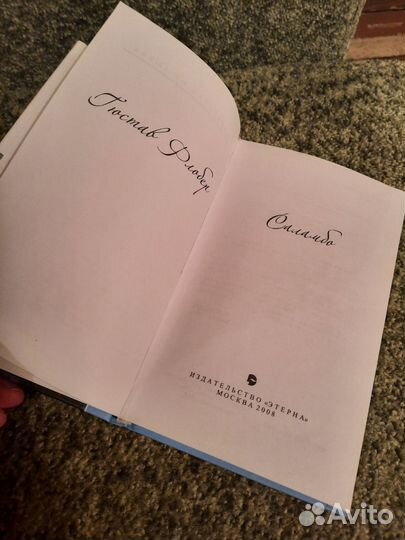 Гюстав Флобер
Саламбо
ИЗДАТЕЛЬСТВО «ЭТЕРНА»
МОСКВА 2008
Avito